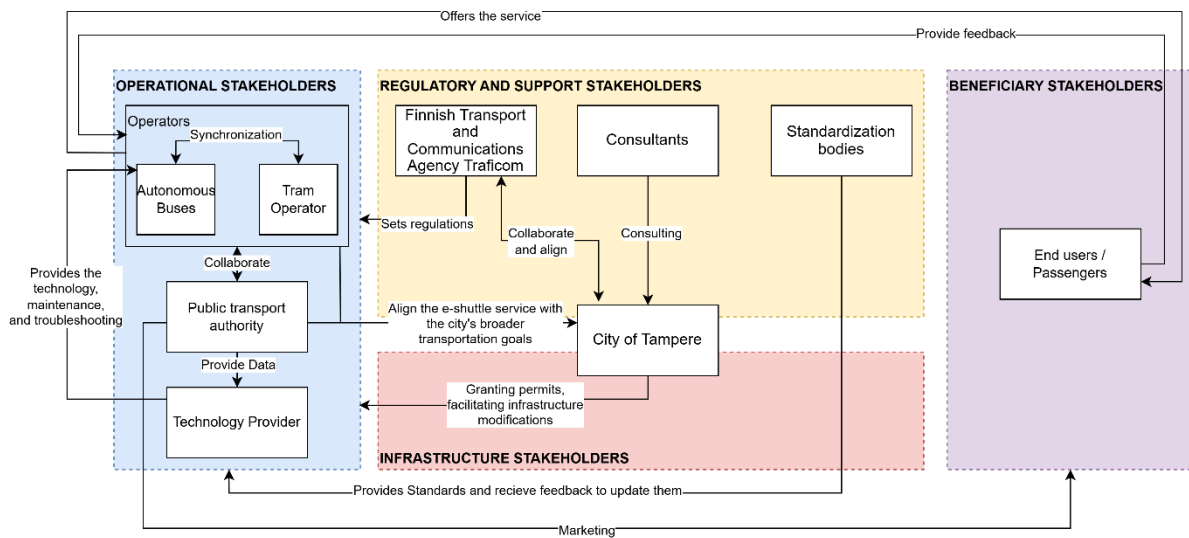 Offers the service
Provide feedback
OPERATIONAL STAKEHOLDERS
REGULATORY AND SUPPORT STAKEHOLDERS
BENEFICIARY STAKEHOLDERS
Operators
Synchronization
Autonomous
Buses
Tram
Operator
Finnish Transport
and
Communications
Agency Traficom
Consultants
Standardization
bodies
Sets regulations
Collaborate
and align
Consulting
End users /
Passengers
Collaborate
Provides the
technology,
maintenance,
and troubleshooting
Public transport
authority
Align the e-shuttle service with
the city's broader
transportation goals
City of Tampere
Provide Data
Technology Provider
Granting permits,
facilitating infrastructure
modifications
INFRASTRUCTURE STAKEHOLDERS
Provides Standards and recieve feedback to update them
Marketing